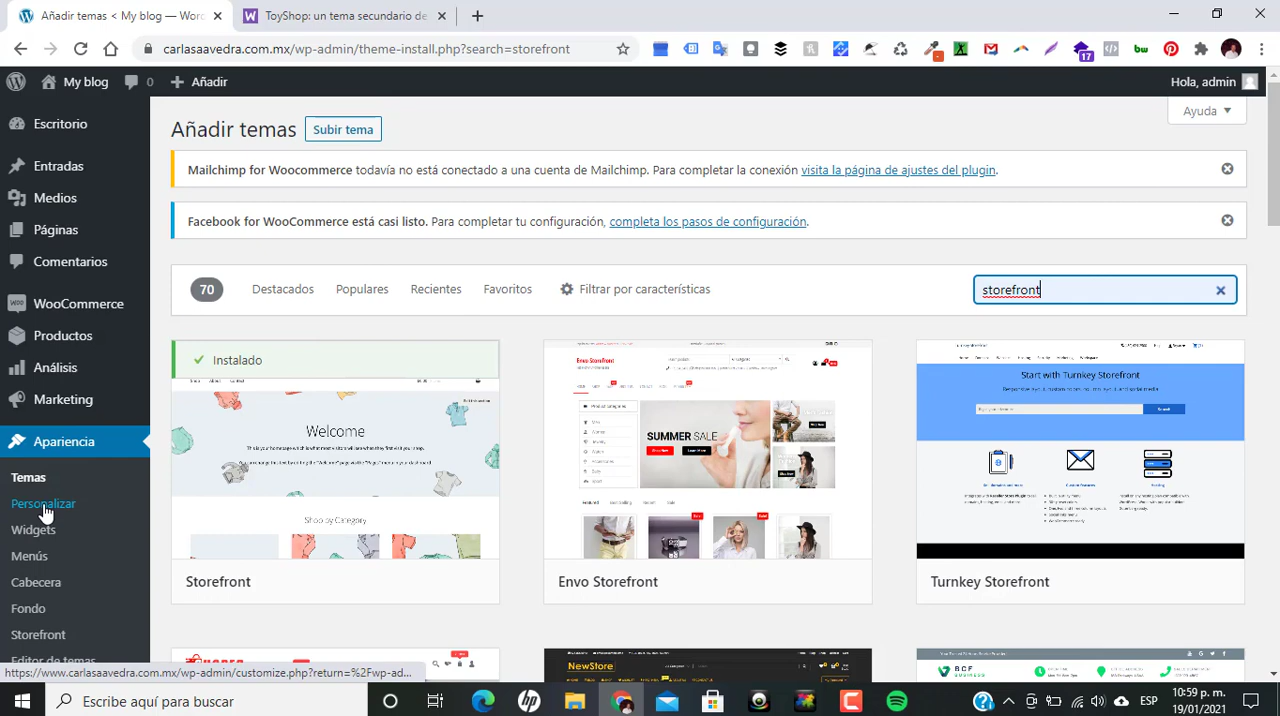 Añadir temas < My blog — Wor
ToyShop: un tema secundario de
carlasaavedra.com.mx/wp-admin/theme-install.php?search=storefront
17
My blog
0
Añadir
Hola, admin
Escritorio
Entradas
Medios
Páginas
Comentarios
WooCommerce
Productos
Análisis
Marketing
Apariencia
Temas
Personalizar
Widgets
Menús
Cabecera
Fondo
Storefront
Editor de temas
Ayuda
Añadir temas
Subir tema
Mailchimp for Woocommerce todavía no está conectado a una cuenta de Mailchimp. Para completar la conexión visita la página de ajustes del plugin.
Facebook for WooCommerce está casi listo. Para completar tu configuración, completa los pasos de configuración.
70
Destacados
Populares
Recientes
Favoritos
Filtrar por características
storefront
Instalado
Welcome
Shop by Category
Storefront
Envo Storefront
SUMMER SALE
Envo Storefront
Start with Turnkey Storefront
Turnkey Storefront
NewStore
BCF
BUSINESS
https://www.carlasaavedra.com.mx/wp-admin/customize.php?return=%2Fwp-a...
Escribe aquí para buscar
ESP
10:59 p. m.
19/01/2021